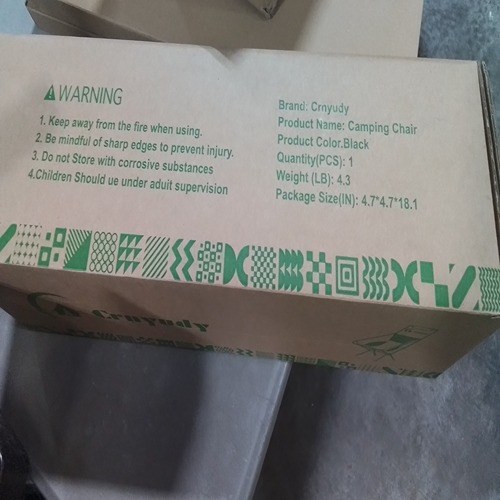 WARNING
1. Keep away from the fire when using.
2. Be mindful of sharp edges to prevent injury.
3. Do not Store with corrosive substances
4.Children Should ue under aduit supervision
Brand: Crnyudy
Product Name: Camping Chair
Product Color.Black
Quantity(PCS): 1
Weight (LB): 4.3
Package Size(IN): 4.7*4.7*18.1
Crnyudy